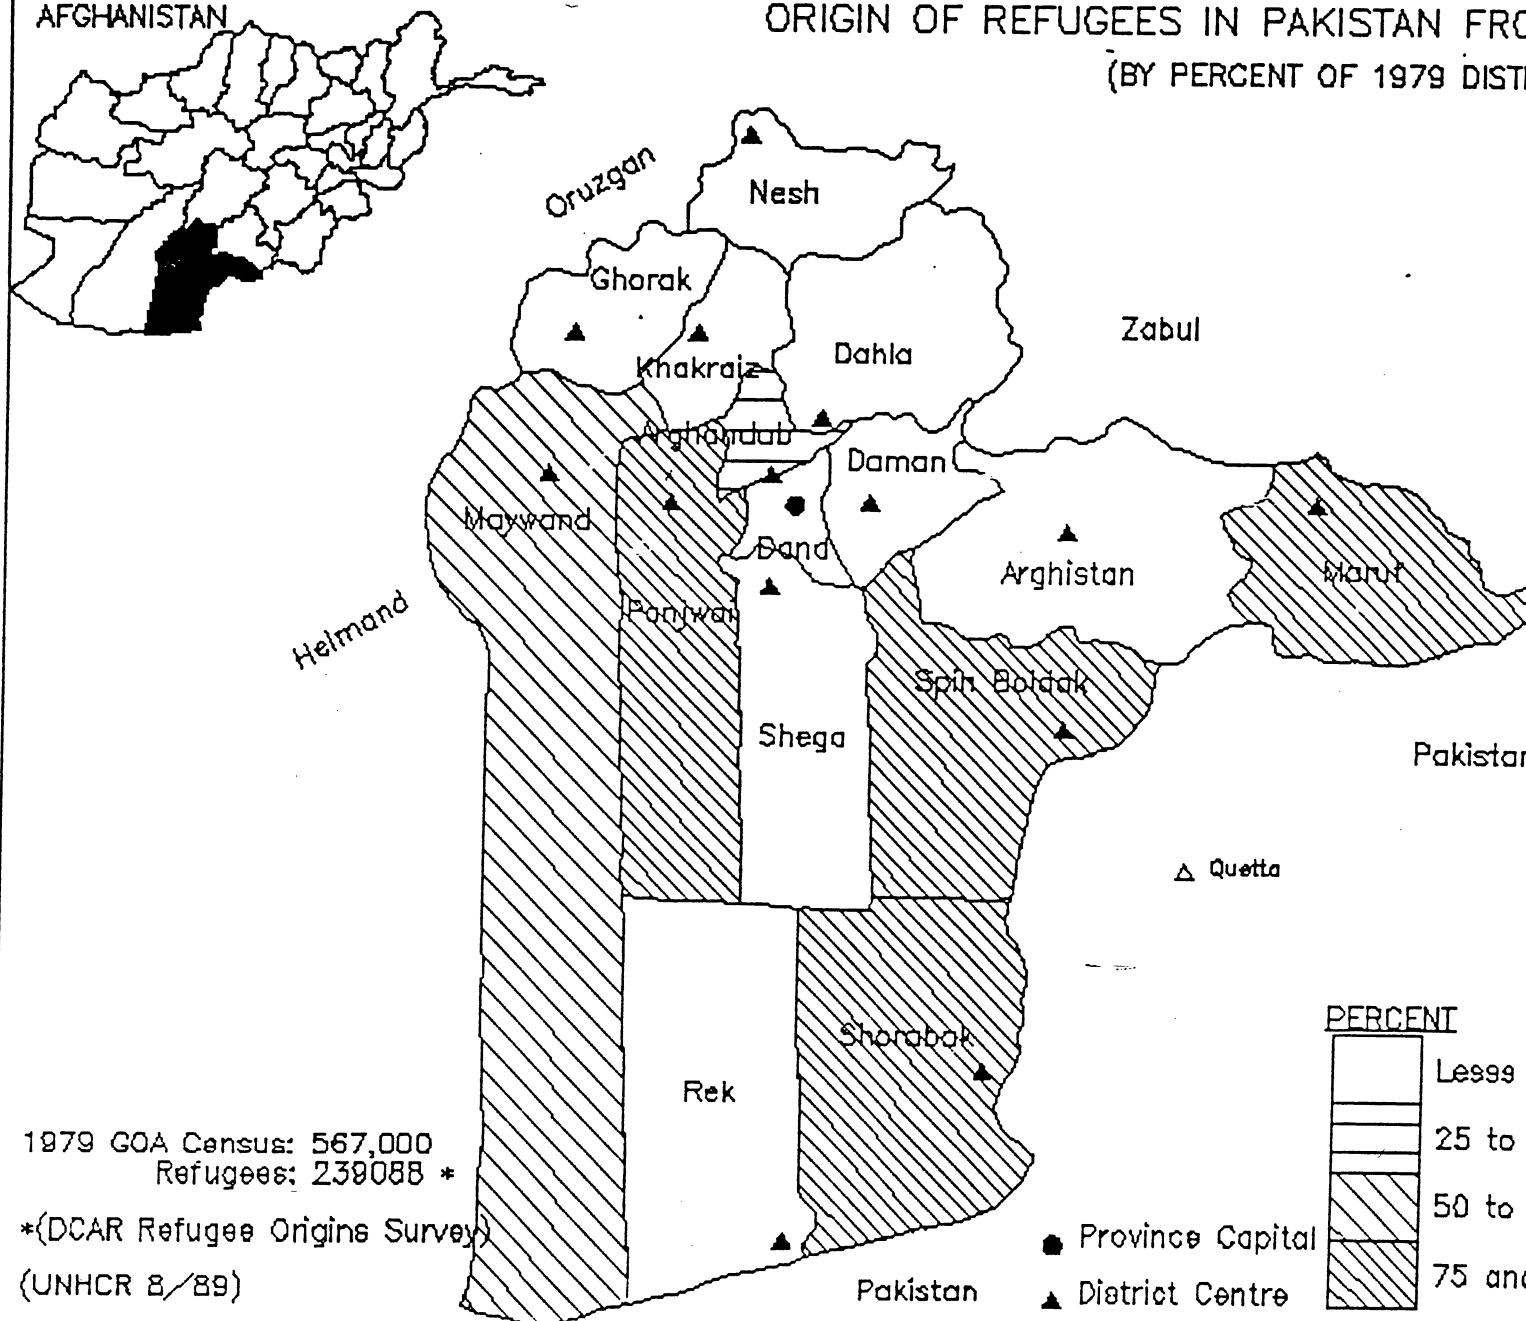 AFGHANISTAN
ORIGIN OF REFUGEES IN PAKISTAN FRO
(BY PERCENT OF 1979 DIST
Oruzgan
Nesh
Ghorak
Zabul
Khakraiz
Dahla
Arghandab
Daman
Maywand
Dand
Arghistan
Maruf
Panjwai
Helmand
Spin Boldak
Shega
Pakistan
Quetta
PERCENT
Shorabak
Less
Rek
1979 GOA Census: 567,000
25 to
Refugees: 239088 *
50 to
*(DCAR Refugee Origins Survey)
Province Capital
75 and
(UNHCR 8/89)
Pakistan
District Centre